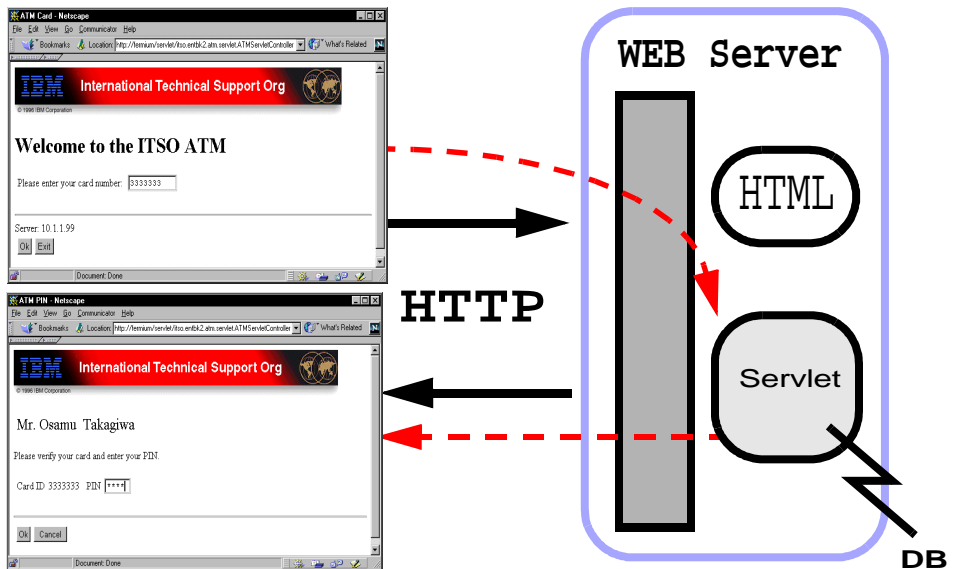 ATM Card - Netscape
File Edit View Go Communicator Help
Bookmarks Location: http://fermium/servlet/itso.entbk2.atm.servlet.ATMServletController What's Related N
IBM International Technical Support Org
© 1996 IBM Corporation
Welcome to the ITSO ATM
Please enter your card number: 3333333
Server: 10.1.1.99
Ok Exit
Document: Done
ATM PIN - Netscape
File Edit View Go Communicator Help
Bookmarks Location: http://fermium/servlet/itso.entbk2.atm.servlet.ATMServletController What's Related N
IBM International Technical Support Org
© 1996 IBM Corporation
Mr. Osamu Takagiwa
Please verify your card and enter your PIN.
Card ID 3333333 PIN ****
Ok Cancel
Document: Done
HTTP
WEB Server
HTML
Servlet
DB